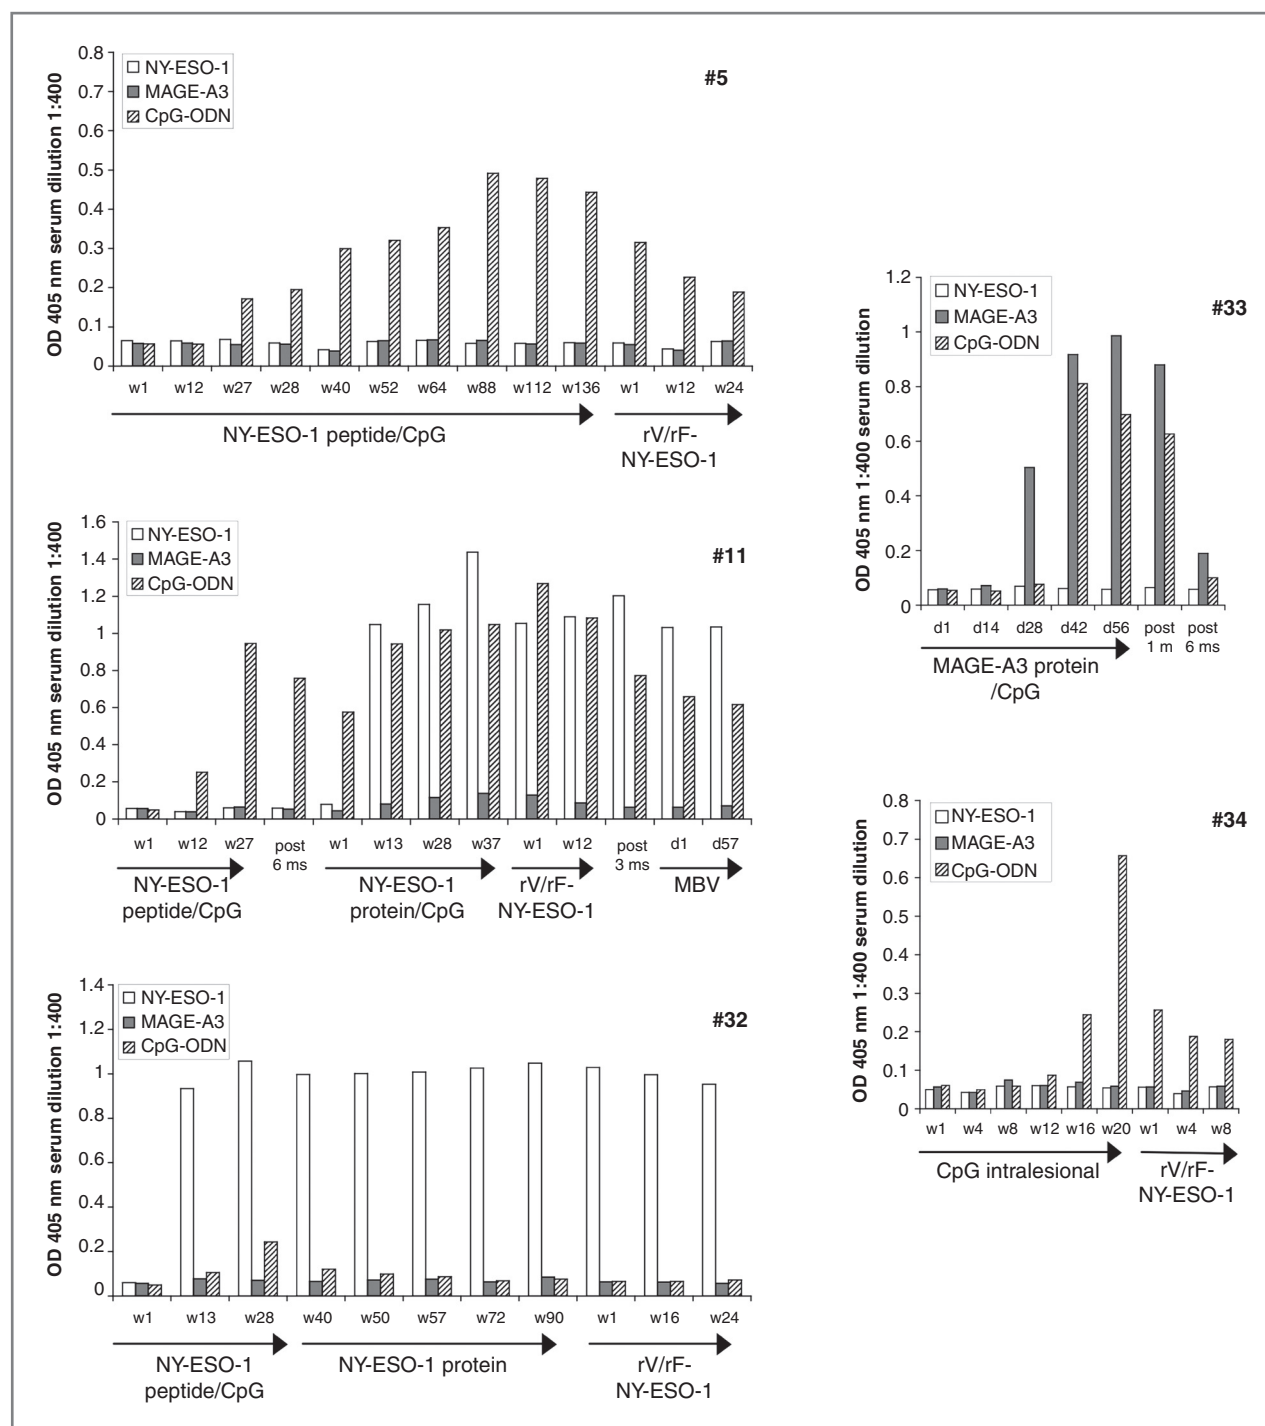 0.8
0.7
0.6
0.5
0.4
0.3
0.2
0.1
0
OD 405 nm serum dilution 1:400
NY-ESO-1
MAGE-A3
CpG-ODN
#5
w1 w12 w27 w28 w40 w52 w64 w88 w112 w136 w1 w12 w24
NY-ESO-1 peptide/CpG
rV/rF-
NY-ESO-1
1.6
1.4
1.2
1
0.8
0.6
0.4
0.2
0
OD 405 nm serum dilution 1:400
NY-ESO-1
MAGE-A3
CpG-ODN
#11
w1 w12 w27 post 6 ms w1 w13 w28 w37 w1 w12 post 3 ms d1 d57
NY-ESO-1
peptide/CpG
NY-ESO-1
protein/CpG
rV/rF-
NY-ESO-1
MBV
1.4
1.2
1
0.8
0.6
0.4
0.2
0
OD 405 nm serum dilution 1:400
NY-ESO-1
MAGE-A3
CpG-ODN
#32
w1 w13 w28 w40 w50 w57 w72 w90 w1 w16 w24
NY-ESO-1
peptide/CpG
NY-ESO-1 protein
rV/rF-
NY-ESO-1
1.2
1
0.8
0.6
0.4
0.2
0
OD 405 nm 1:400 serum dilution
NY-ESO-1
MAGE-A3
CpG-ODN
#33
d1 d14 d28 d42 d56 post 1 m post 6 ms
MAGE-A3 protein
/CpG
0.8
0.7
0.6
0.5
0.4
0.3
0.2
0.1
0
OD 405 nm 1:400 serum dilution
NY-ESO-1
MAGE-A3
CpG-ODN
#34
w1 w4 w8 w12 w16 w20 w1 w4 w8
CpG intralesional
rV/rF-
NY-ESO-1